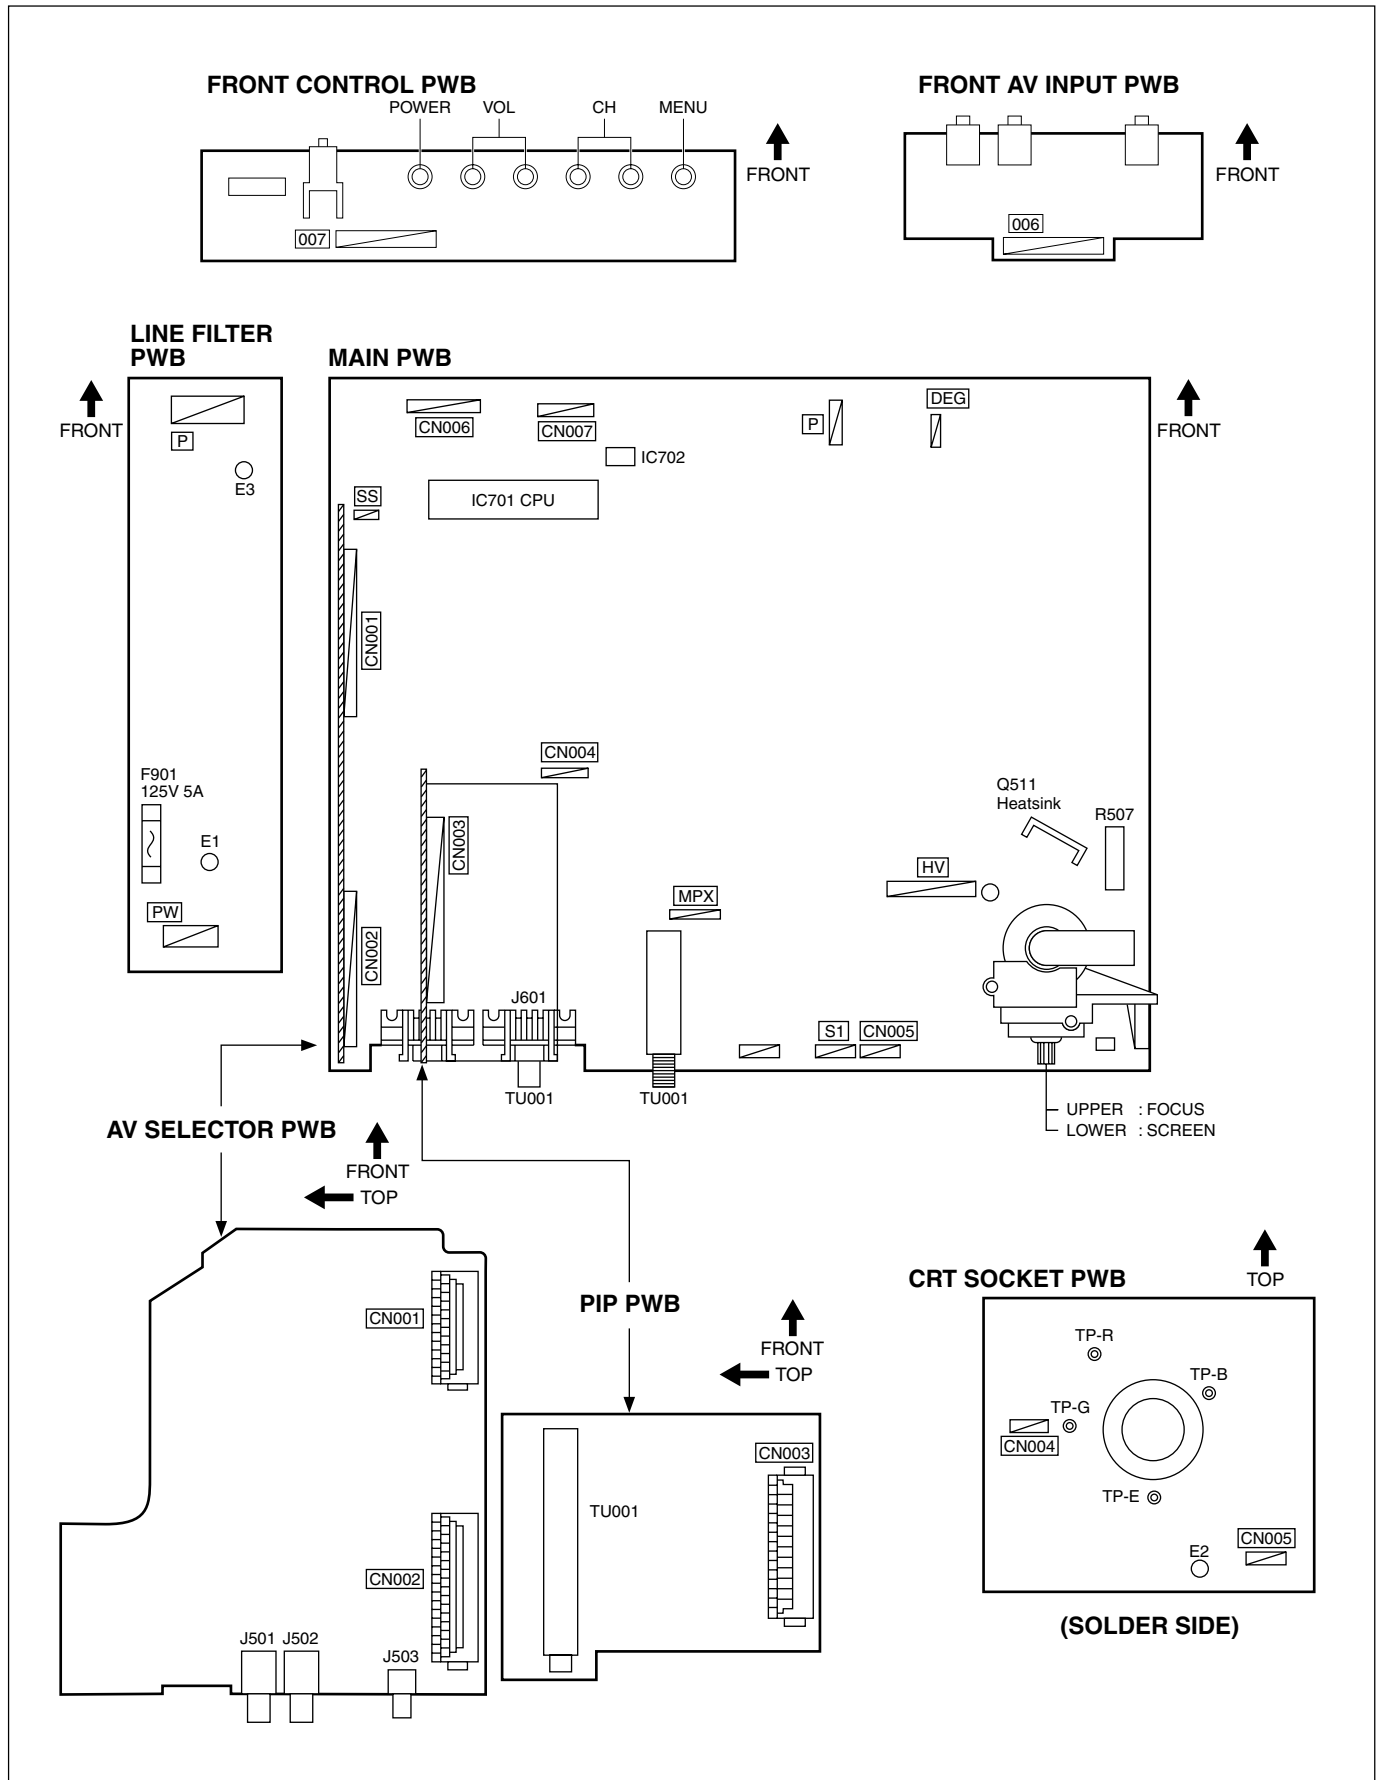 FRONT CONTROL PWB
POWER VOL CH MENU
FRONT
007
FRONT AV INPUT PWB
FRONT
006
LINE FILTER
PWB
FRONT
P
E3
F901
125V 5A
E1
PW
MAIN PWB
CN006
CN007
P
DEG
FRONT
IC702
IC701 CPU
SS
CN001
CN004
CN003
Q511
Heatsink
R507
HV
MPX
CN002
J601
S1 CN005
TU001
TU001
UPPER : FOCUS
LOWER : SCREEN
AV SELECTOR PWB
FRONT
TOP
CN001
CN002
J501 J502
J503
PIP PWB
FRONT
TOP
CN003
TU001
CRT SOCKET PWB
TOP
TP-R
TP-B
TP-G
CN004
TP-E
CN005
E2
(SOLDER SIDE)